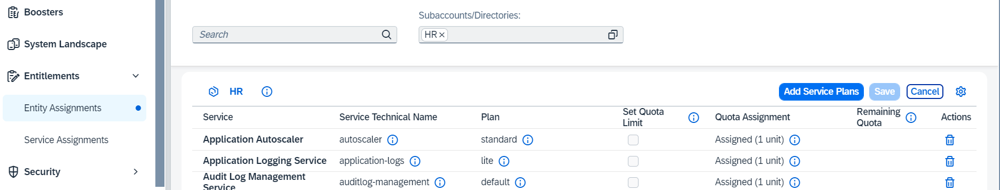 Boosters
System Landscape
Entitlements
Entity Assignments
Service Assignments
Security
Subaccounts/Directories:
Search
HR
HR
Add Service Plans
Save
Cancel
Service
Service Technical Name
Plan
Set Quota
Limit
Quota Assignment
Remaining
Quota
Actions
Application Autoscaler
autoscaler
standard
Assigned (1 unit)
Application Logging Service
application-logs
lite
Assigned (1 unit)
Audit Log Management
Service
auditlog-management
default
Assigned (1 unit)